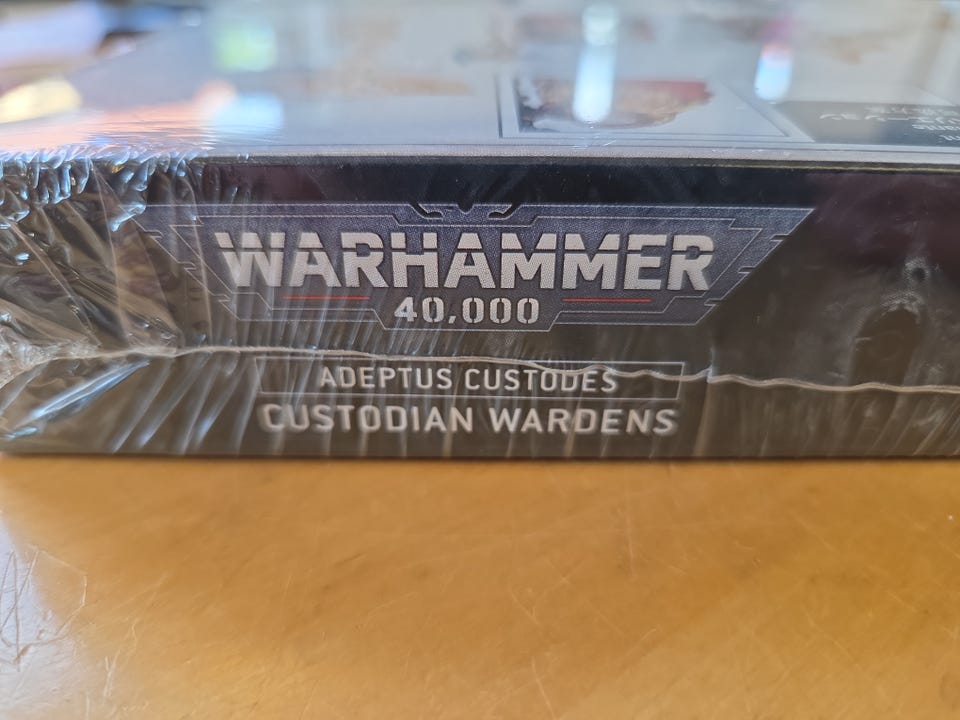 WARHAMMER
40,000
ADEPTUS CUSTODES
CUSTODIAN WARDENS